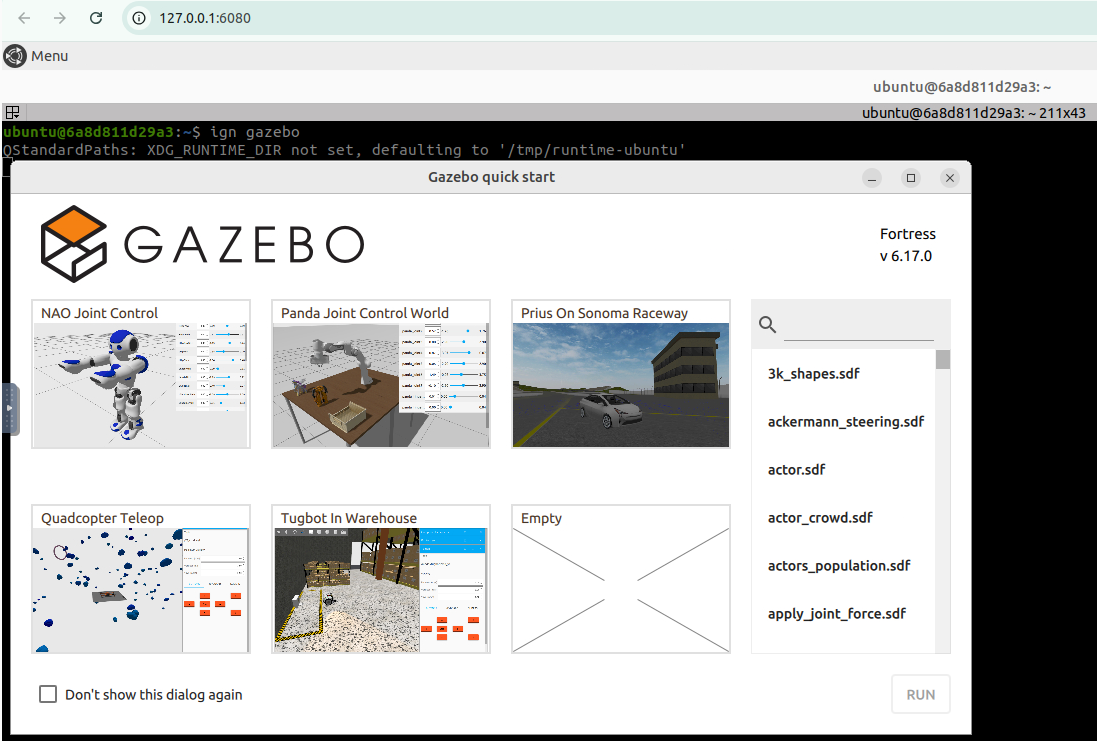 127.0.0.1:6080
Menu
ubuntu@6a8d811d29a3: ~
ubuntu@6a8d811d29a3: ~ 211x43
ubuntu@6a8d811d29a3:~$ ign gazebo
QStandardPaths: XDG_RUNTIME_DIR not set, defaulting to '/tmp/runtime-ubuntu'
Gazebo quick start
GAZEBO
Fortress
v 6.17.0
NAO Joint Control
Panda Joint Control World
Prius On Sonoma Raceway
3k_shapes.sdf
ackermann_steering.sdf
actor.sdf
actor_crowd.sdf
actors_population.sdf
apply_joint_force.sdf
Quadcopter Teleop
Tugbot In Warehouse
Empty
Don't show this dialog again
RUN